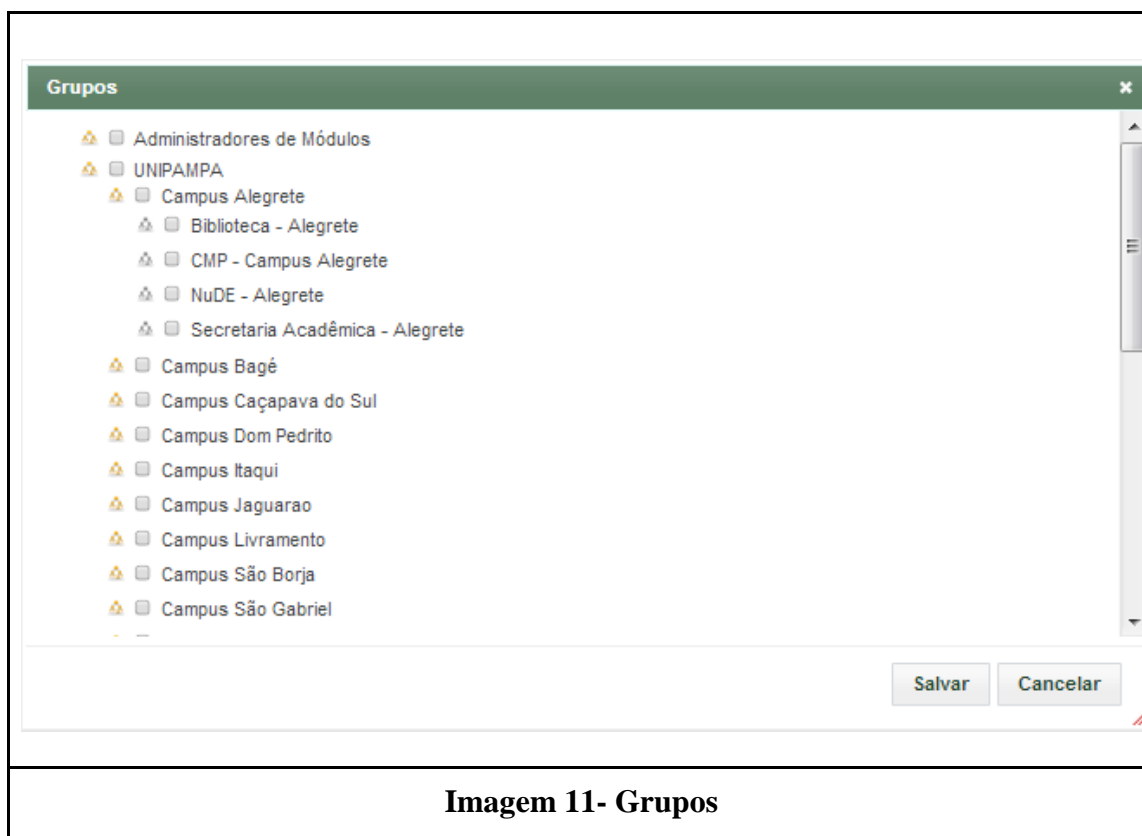 Grupos
Administradores de Módulos
UNIPAMPA
Campus Alegrete
Biblioteca - Alegrete
CMP - Campus Alegrete
NuDE - Alegrete
Secretaria Acadêmica - Alegrete
Campus Bagé
Campus Caçapava do Sul
Campus Dom Pedrito
Campus Itaqui
Campus Jaguarao
Campus Livramento
Campus São Borja
Campus São Gabriel
Salvar Cancelar
Imagem 11- Grupos